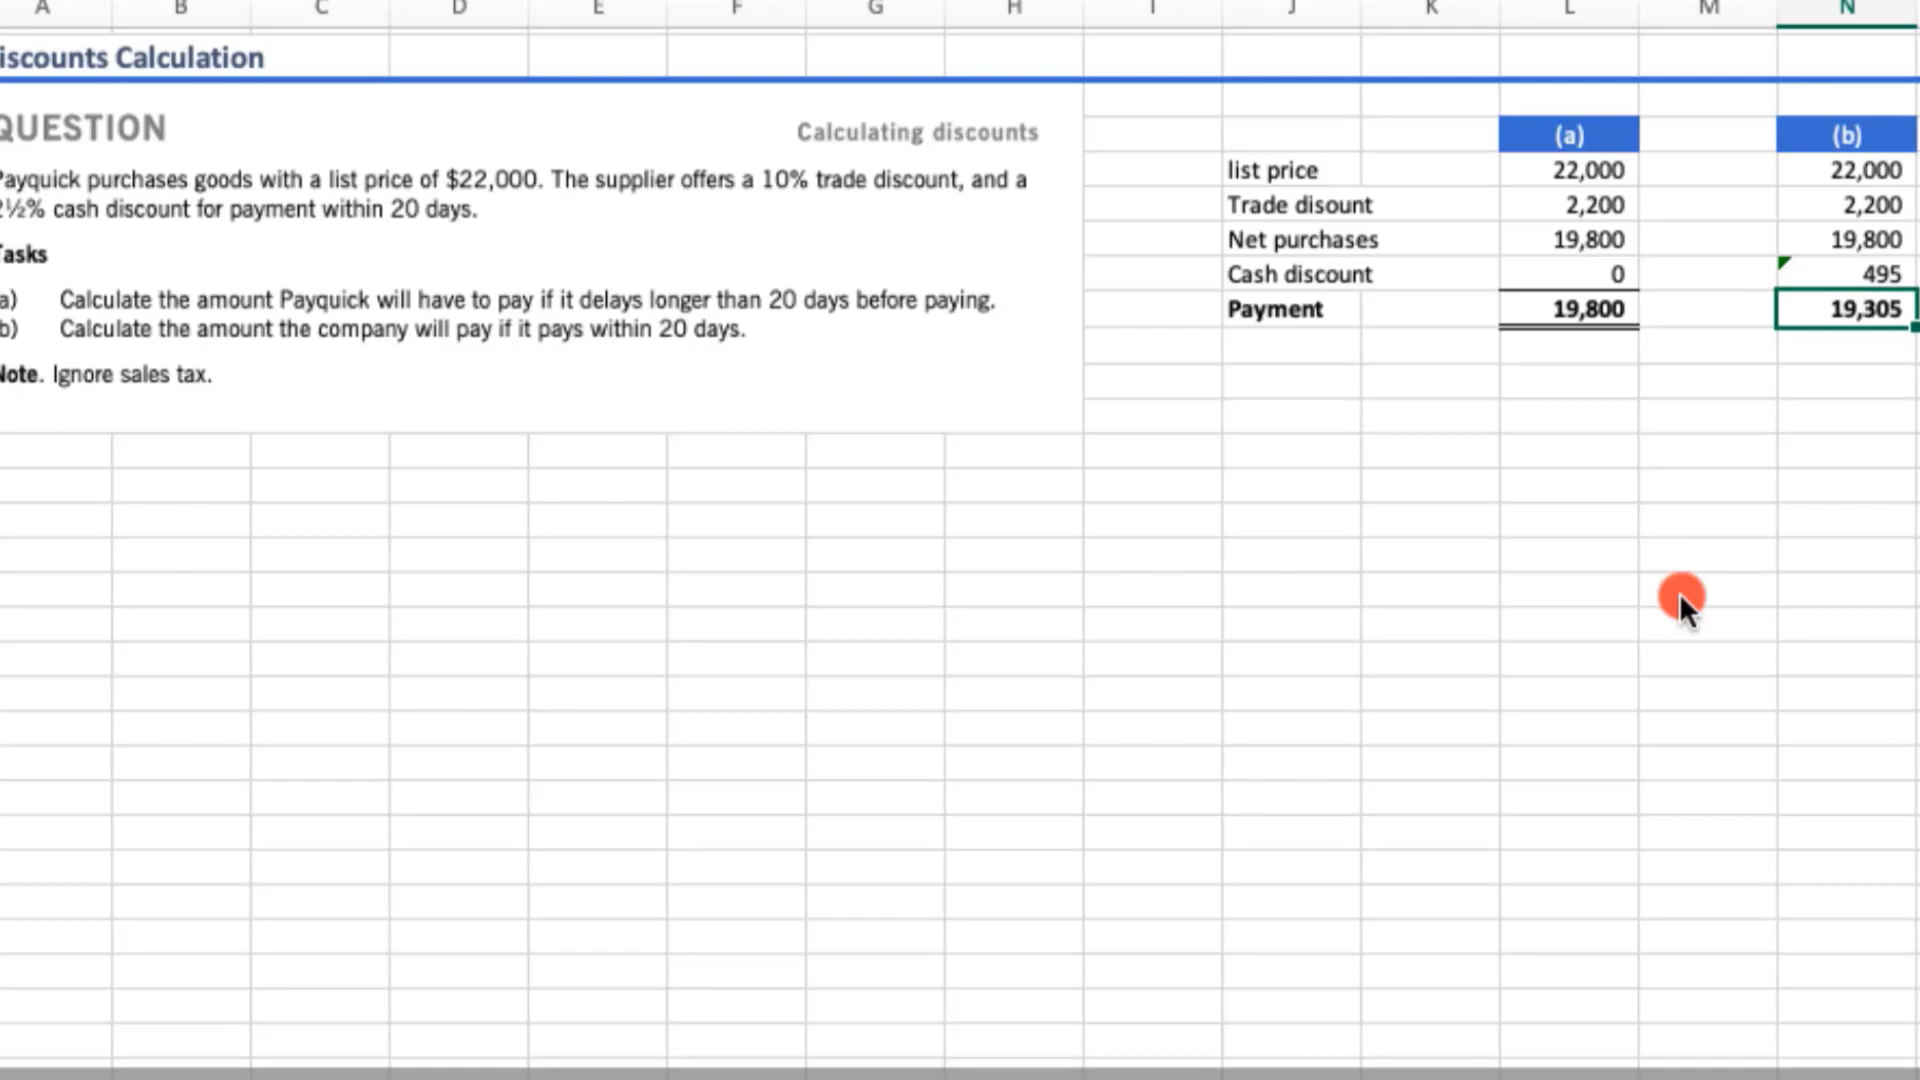 A B C D E F G H I J K L M N
iscounts Calculation
QUESTION Calculating discounts
Payquick purchases goods with a list price of $22,000. The supplier offers a 10% trade discount, and a
2½% cash discount for payment within 20 days.
Tasks
a) Calculate the amount Payquick will have to pay if it delays longer than 20 days before paying.
b) Calculate the amount the company will pay if it pays within 20 days.
Note. Ignore sales tax.
(a) (b)
list price 22,000 22,000
Trade disount 2,200 2,200
Net purchases 19,800 19,800
Cash discount 0 495
Payment 19,800 19,305